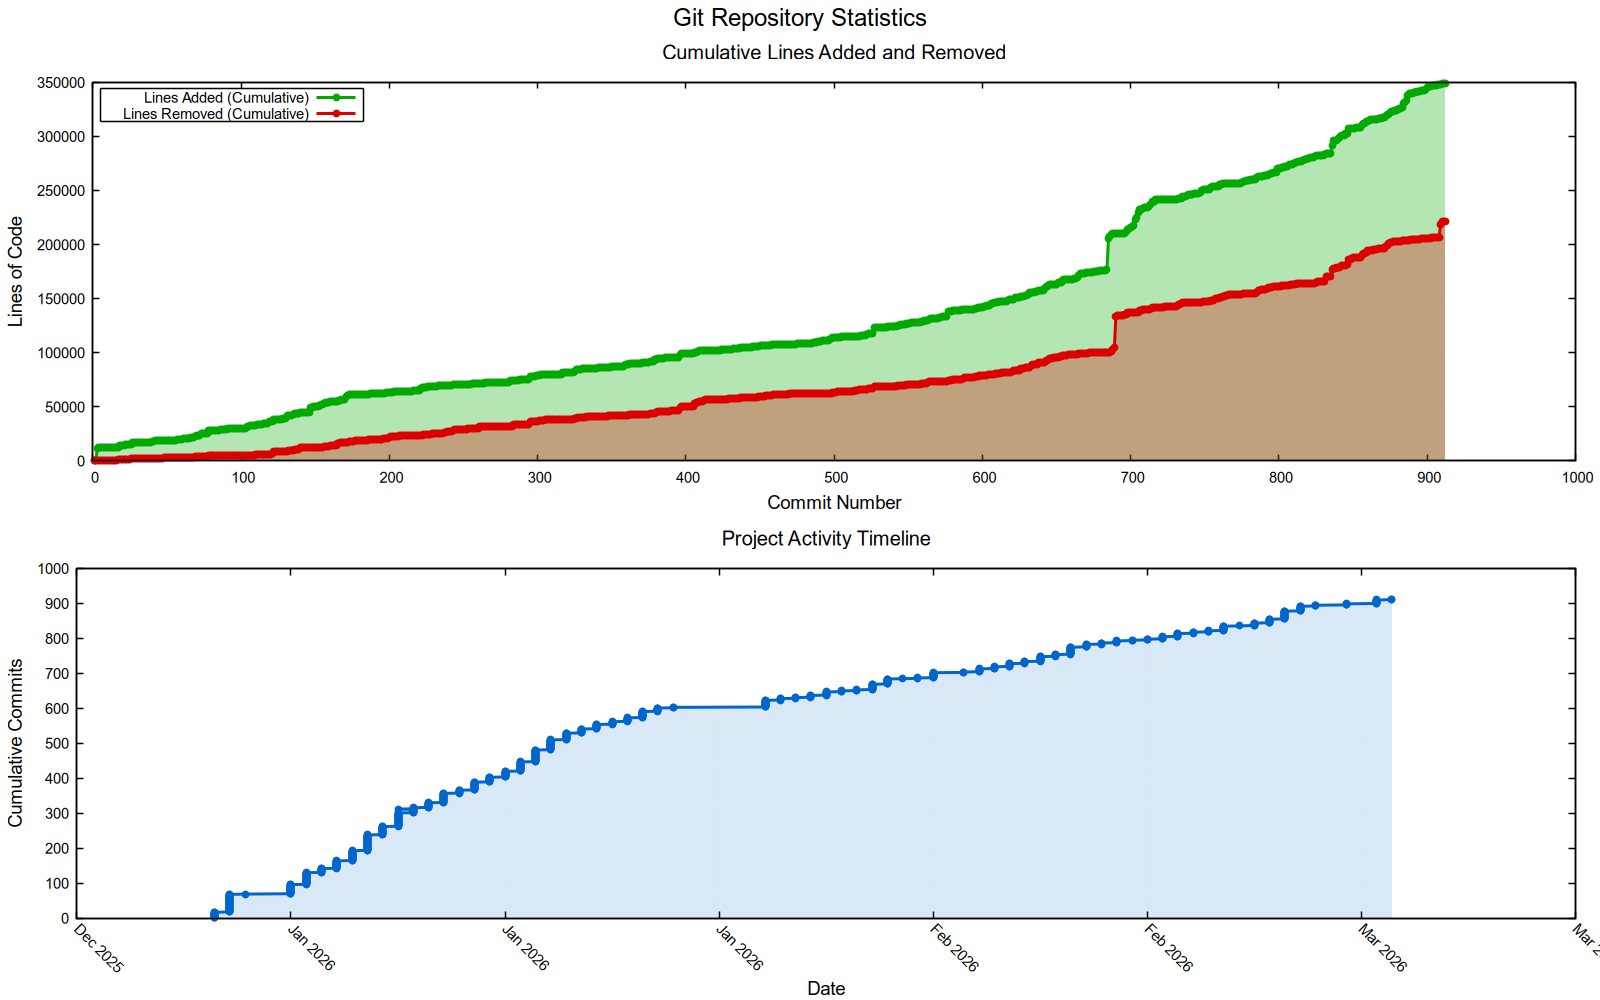 Git Repository Statistics
Cumulative Lines Added and Removed
Lines of Code
350000
300000
250000
200000
150000
100000
50000
0
Lines Added (Cumulative)
Lines Removed (Cumulative)
0 100 200 300 400 500 600 700 800 900 1000
Commit Number
Project Activity Timeline
Cumulative Commits
1000
900
800
700
600
500
400
300
200
100
0
Dec 2025 Jan 2026 Jan 2026 Jan 2026 Feb 2026 Feb 2026 Mar 2026 Mar
Date